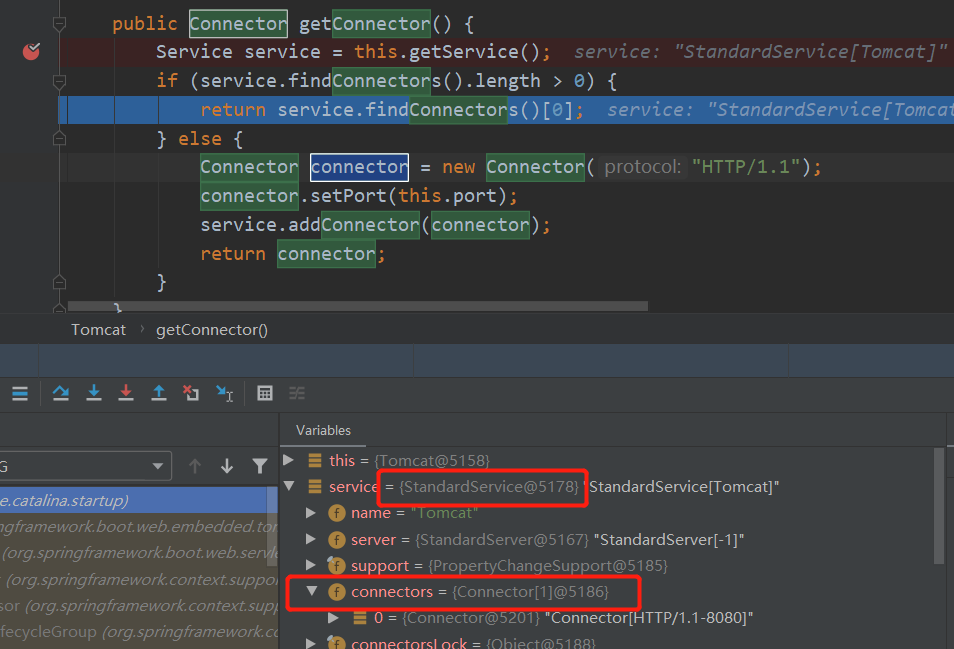 public Connector getConnector() {
Service service = this.getService(); service: "StandardService[Tomcat]"
if (service.findConnectors().length > 0) {
return service.findConnectors()[0]; service: "StandardService[Tomcat
} else {
Connector connector = new Connector( protocol: "HTTP/1.1");
connector.setPort(this.port);
service.addConnector(connector);
return connector;
}
}
Tomcat › getConnector()
Variables
G
this = {Tomcat@5158}
e.catalina.startup)
service = {StandardService@5178} "StandardService[Tomcat]"
name = "Tomcat"
ngframework.boot.web.embedded.tom
server = {StandardServer@5167} "StandardServer[-1]"
(org.springframework.boot.web.servle
support = {PropertyChangeSupport@5185}
(org.springframework.context.suppo
connectors = {Connector[1]@5186}
sor (org.springframework.context.supp
0 = {Connector@5201} "Connector[HTTP/1.1-8080]"
ifecycleGroup (org.springframework.co
connectorsLock = {Object@5188}